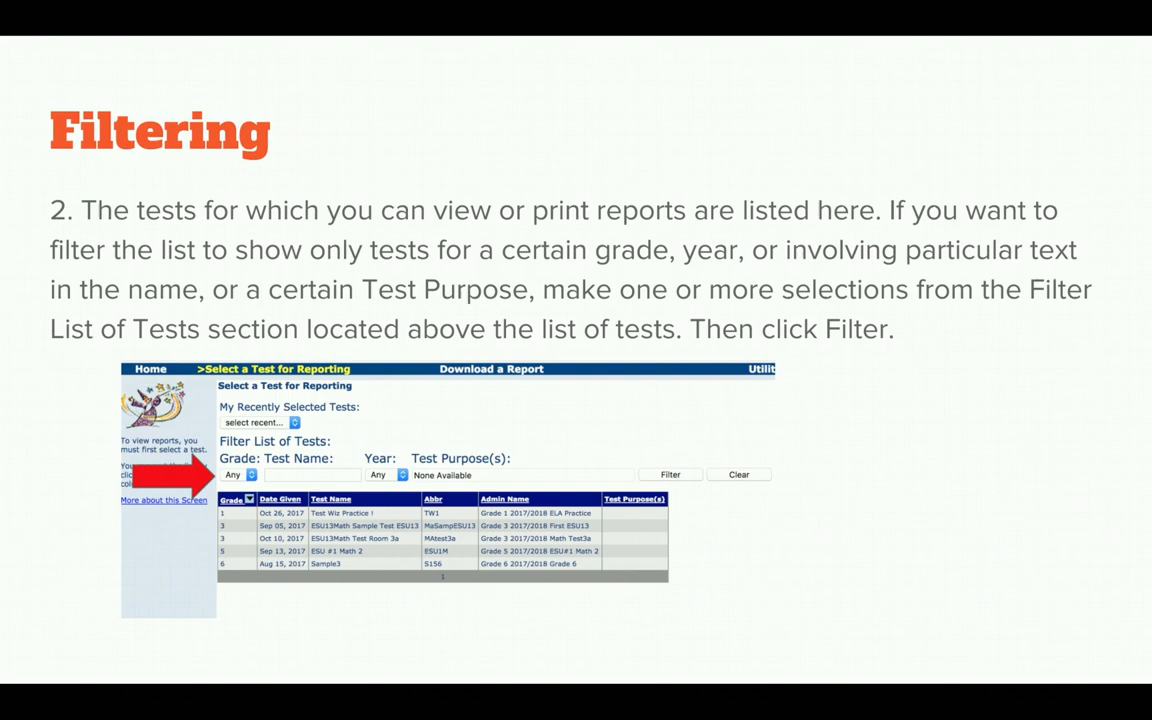 Filtering
2. The tests for which you can view or print reports are listed here. If you want to
filter the list to show only tests for a certain grade, year, or involving particular text
in the name, or a certain Test Purpose, make one or more selections from the Filter
List of Tests section located above the list of tests. Then click Filter.
Home >Select a Test for Reporting Download a Report Utilit
To view reports, you
must first select a test.
More about this Screen
Select a Test for Reporting
My Recently Selected Tests:
select recent...
Filter List of Tests:
Grade: Test Name: Year: Test Purpose(s):
Any Any None Available Filter Clear
Grade Date Given Test Name Abbr Admin Name Test Purpose(s)
1 Oct 26, 2017 Test Wiz Practice ! TW1 Grade 1 2017/2018 ELA Practice
3 Sep 05, 2017 ESU13Math Sample Test ESU13 MaSampESU13 Grade 3 2017/2018 First ESU13
3 Oct 10, 2017 ESU13Math Test Room 3a MAtest3a Grade 3 2017/2018 Math Test3a
5 Sep 13, 2017 ESU #1 Math 2 ESU1M Grade 5 2017/2018 ESU#1 Math 2
6 Aug 15, 2017 Sample3 S156 Grade 6 2017/2018 Grade 6
1